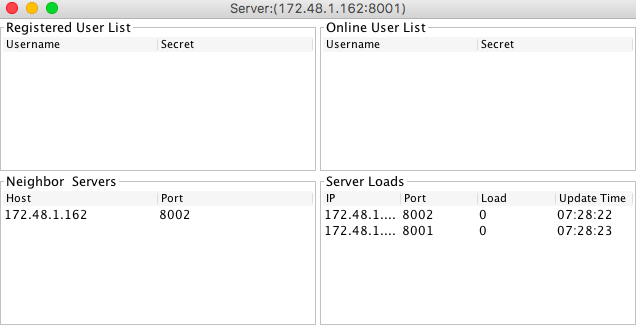 Server:(172.48.1.162:8001)
Registered User List
Username Secret
Online User List
Username Secret
Neighbor Servers
Host Port
172.48.1.162 8002
Server Loads
IP Port Load Update Time
172.48.1.... 8002 0 07:28:22
172.48.1.... 8001 0 07:28:23